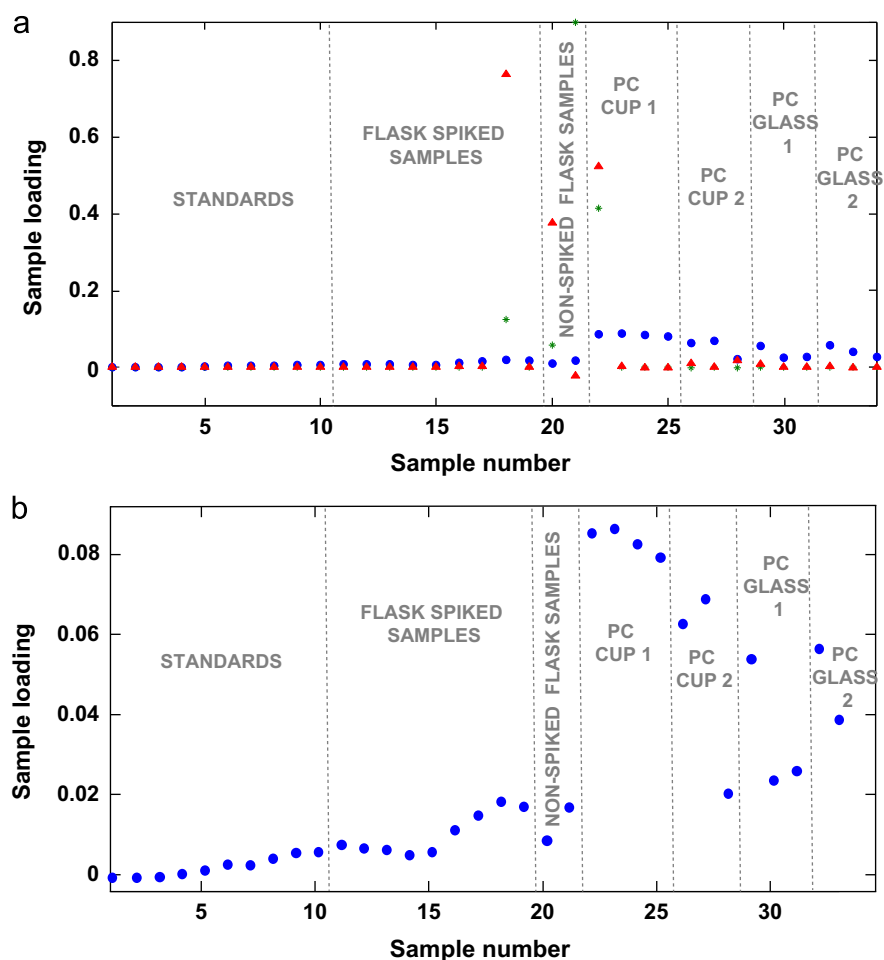 a
0.8
0.6
0.4
0.2
0
Sample loading
STANDARDS
FLASK SPIKED
SAMPLES
NON-SPIKED FLASK SAMPLES
PC
CUP 1
PC
CUP 2
PC
GLASS
1
PC
GLASS
2
5
10
15
20
25
30
Sample number
b
0.08
0.06
0.04
0.02
0
Sample loading
STANDARDS
FLASK SPIKED
SAMPLES
NON-SPIKED FLASK SAMPLES
PC
CUP 1
PC
CUP 2
PC
GLASS
1
PC
GLASS
2
5
10
15
20
25
30
Sample number